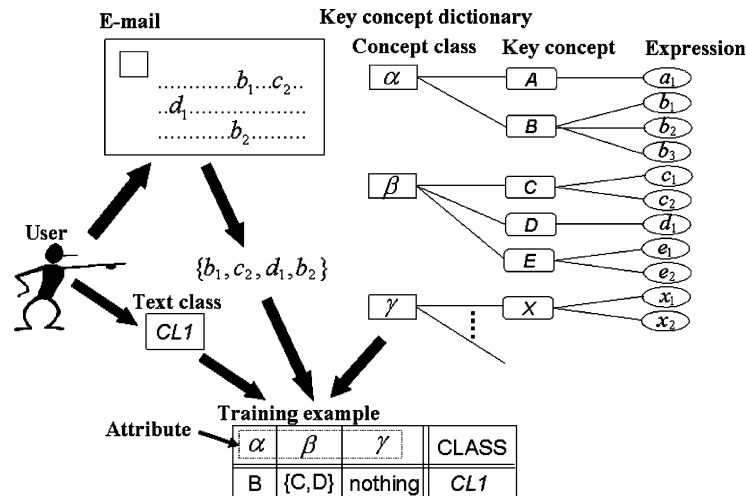 E-mail
Key concept dictionary
Concept class Key concept Expression
..............b₁...c₂..
..d₁....................
..............b₂..........
α A a₁
B b₁
b₂
b₃
β C c₁
c₂
D d₁
E e₁
e₂
γ X x₁
x₂
User
{b₁, c₂, d₁, b₂}
Text class
CL1
Training example
Attribute
α β γ CLASS
B {C,D} nothing CL1